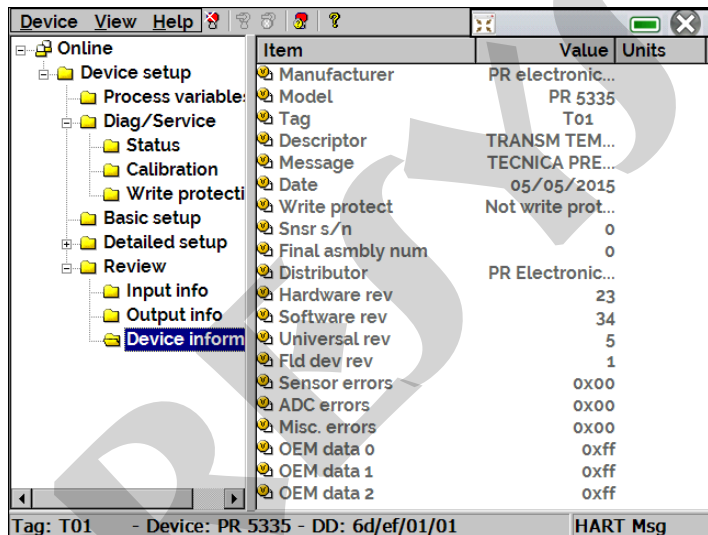 Device View Help
Online
Device setup
Process variable
Diag/Service
Status
Calibration
Write protecti
Basic setup
Detailed setup
Review
Input info
Output info
Device inform
Item Value Units
Manufacturer PR electronic...
Model PR 5335
Tag T01
Descriptor TRANSM TEM...
Message TECNICA PRE...
Date 05/05/2015
Write protect Not write prot...
Snsr s/n 0
Final asmbly num 0
Distributor PR Electronic...
Hardware rev 23
Software rev 34
Universal rev 5
Fld dev rev 1
Sensor errors 0x00
ADC errors 0x00
Misc. errors 0x00
OEM data 0 0xff
OEM data 1 0xff
OEM data 2 0xff
Tag: T01 - Device: PR 5335 - DD: 6d/ef/01/01 HART Msg